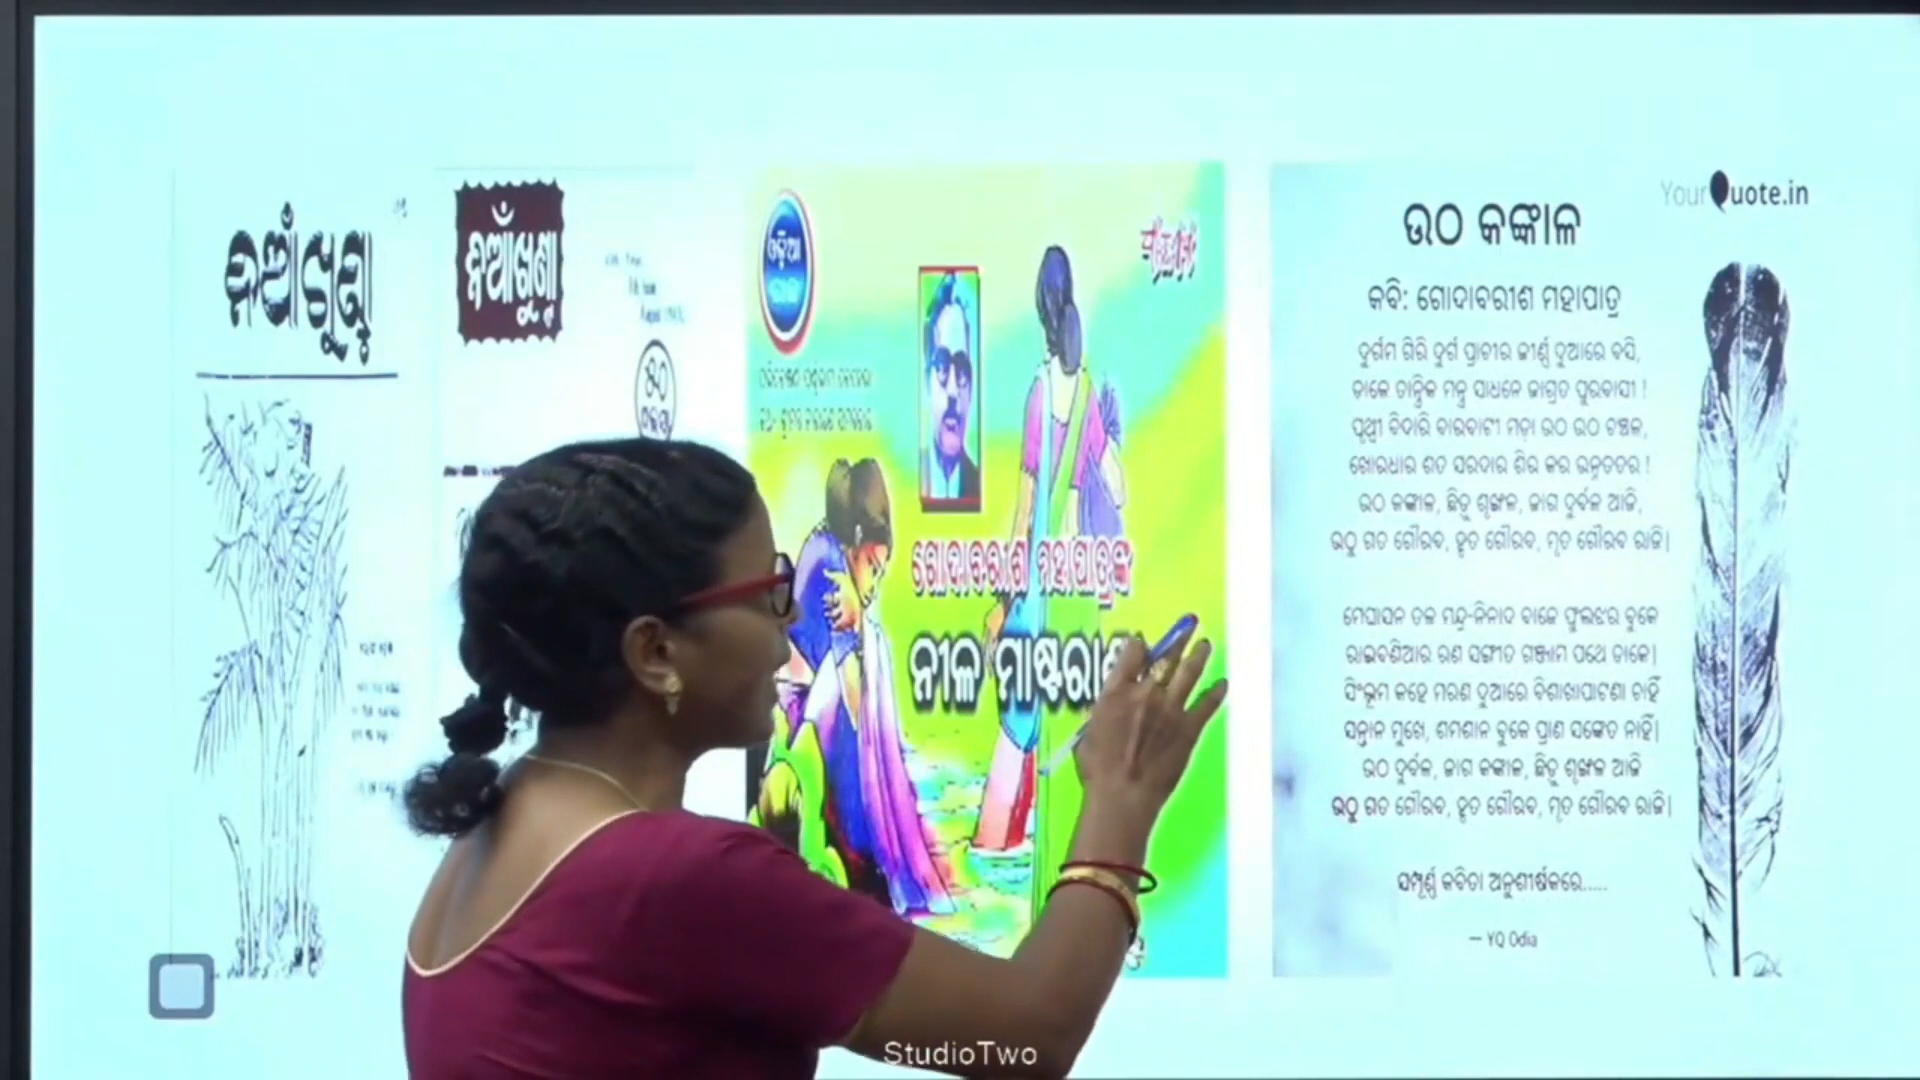 ନିଆଁଖୁଣ୍ଟା
ନିଆଁଖୁଣ୍ଟା
୫୦
ଓଡ଼ିଆ
ଗୋଦାବରୀଶ ମହାପାତ୍ରଙ୍କ
ନୀଳ ମାଷ୍ଟରାଣୀ
YourQuote.in
ଉଠ କଙ୍କାଳ
କବି: ଗୋଦାବରୀଶ ମହାପାତ୍ର
ଦୁର୍ଗମ ଗିରି ଦୁର୍ଗ ପ୍ରାଚୀର ଜୀର୍ଣ୍ଣ ଦୁଆରେ ବସି,
ଡାକେ ତାନ୍ତ୍ରିକ ମନ୍ତ୍ର ସାଧନେ ଜାଗ୍ରତ ପୁରବାସୀ !
ପୃଥ୍ବୀ ବିଦାରି ବାରବାଟୀ ମଡ଼ା ଉଠ ଉଠ ଚଞ୍ଚଳ,
ଖୋରଧାର ଶତ ସରଦାର ଶିର କର ଉନ୍ନତତର !
ଉଠ କଙ୍କାଳ, ଛିଡ଼ୁ ଶୃଙ୍ଖଳ, ଜାଗ ଦୁର୍ବଳ ଆଜି,
ଉଠୁ ଗତ ଗୌରବ, ହୃତ ଗୌରବ, ମୃତ ଗୌରବ ରାଜି|
ମେଘାସନ ତଳ ମନ୍ଦ୍ର-ନିନାଦ ବାଜେ ଫୁଲଝର ବୁକେ
ରାଇବଣିଆର ରଣ ସଙ୍ଗୀତ ଗଞ୍ଜାମ ପଥେ ଡାକେ|
ସିଂଭୂମ କହେ ମରଣ ଦୁଆରେ ବିଶାଖାପାଟଣା ଚାହିଁ
ସନ୍ତାନ ମୁଖେ, ଶମଶାନ ବୁକେ ପ୍ରାଣ ସଙ୍କେତ ନାହିଁ|
ଉଠ ଦୁର୍ବଳ, ଜାଗ କଙ୍କାଳ, ଛିଡ଼ୁ ଶୃଙ୍ଖଳ ଆଜି
ଉଠୁ ଗତ ଗୌରବ, ହୃତ ଗୌରବ, ମୃତ ଗୌରବ ରାଜି|
ସମ୍ପୂର୍ଣ୍ଣ କବିତା ଅନୁଶୀର୍ଷକରେ.....
— YQ Odia
StudioTwo